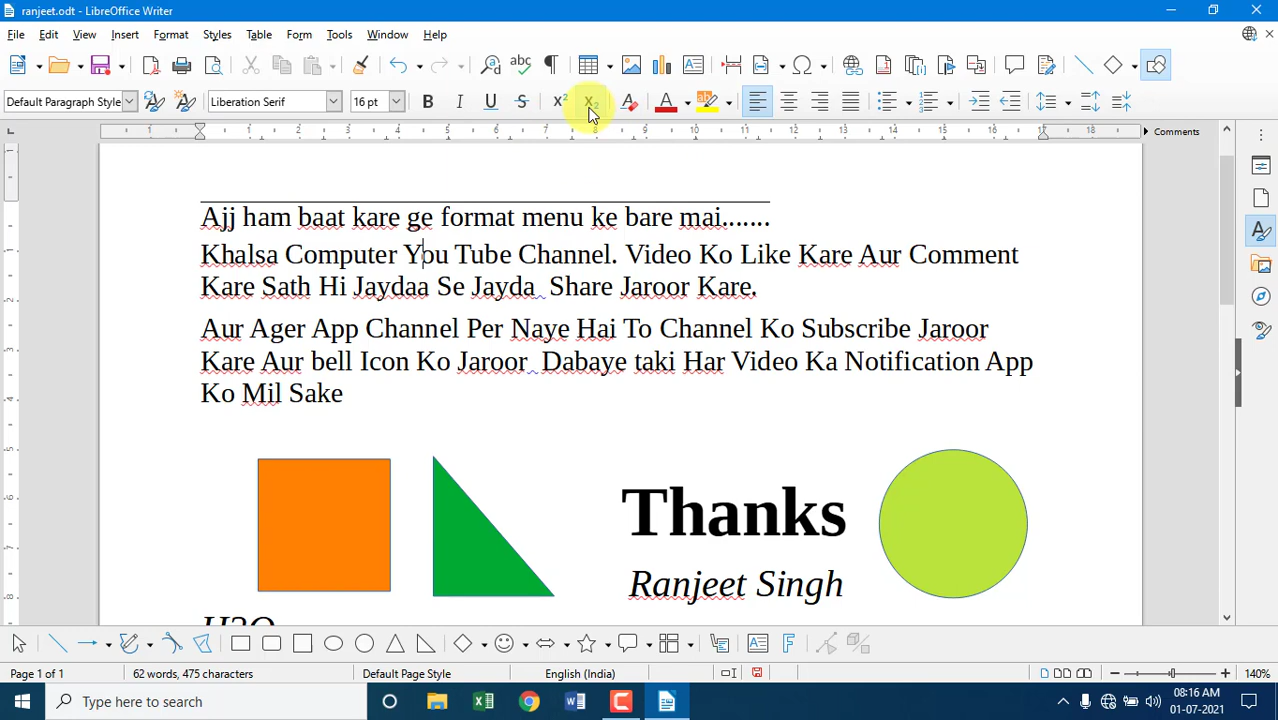 ranjeet.odt - LibreOffice Writer
File Edit View Insert Format Styles Table Form Tools Window Help
Default Paragraph Style Liberation Serif 16 pt
Comments
Ajj ham baat kare ge format menu ke bare mai.......
Khalsa Computer You Tube Channel. Video Ko Like Kare Aur Comment
Kare Sath Hi Jaydaa Se Jayda  Share Jaroor Kare.
Aur Ager App Channel Per Naye Hai To Channel Ko Subscribe Jaroor
Kare Aur bell Icon Ko Jaroor  Dabaye taki Har Video Ka Notification App
Ko Mil Sake
Thanks
Ranjeet Singh
H2O
Page 1 of 1 62 words, 475 characters Default Page Style English (India) 140%
Type here to search
08:16 AM
01-07-2021